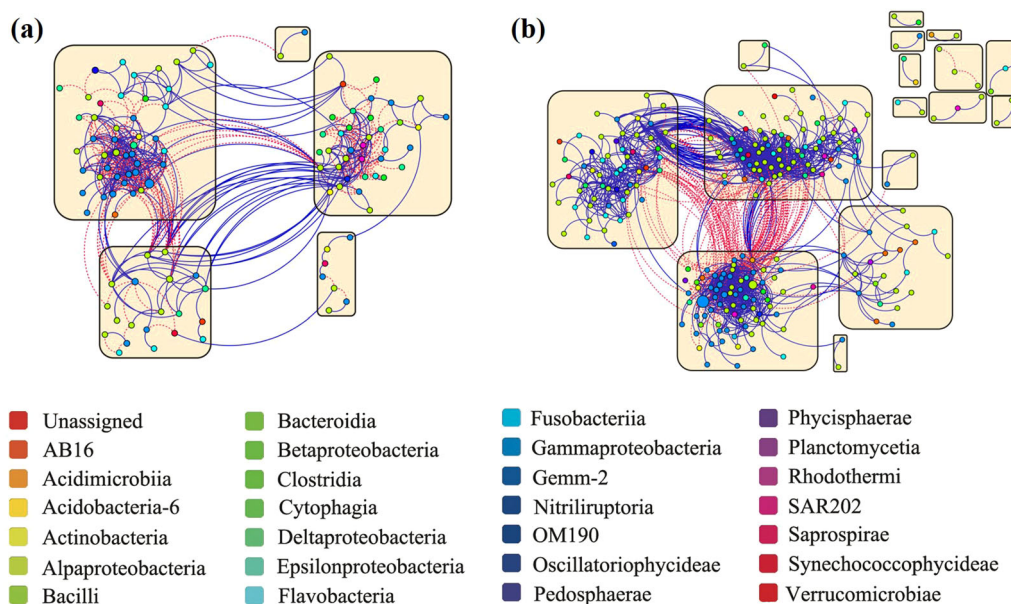 (a)
(b)
Unassigned
AB16
Acidimicrobiia
Acidobacteria-6
Actinobacteria
Alpaproteobacteria
Bacilli
Bacteroidia
Betaproteobacteria
Clostridia
Cytophagia
Deltaproteobacteria
Epsilonproteobacteria
Flavobacteria
Fusobacteriia
Gammaproteobacteria
Gemm-2
Nitriliruptoria
OM190
Oscillatoriophycideae
Pedosphaerae
Phycisphaerae
Planctomycetia
Rhodothermi
SAR202
Saprospirae
Synechococcophycideae
Verrucomicrobiae